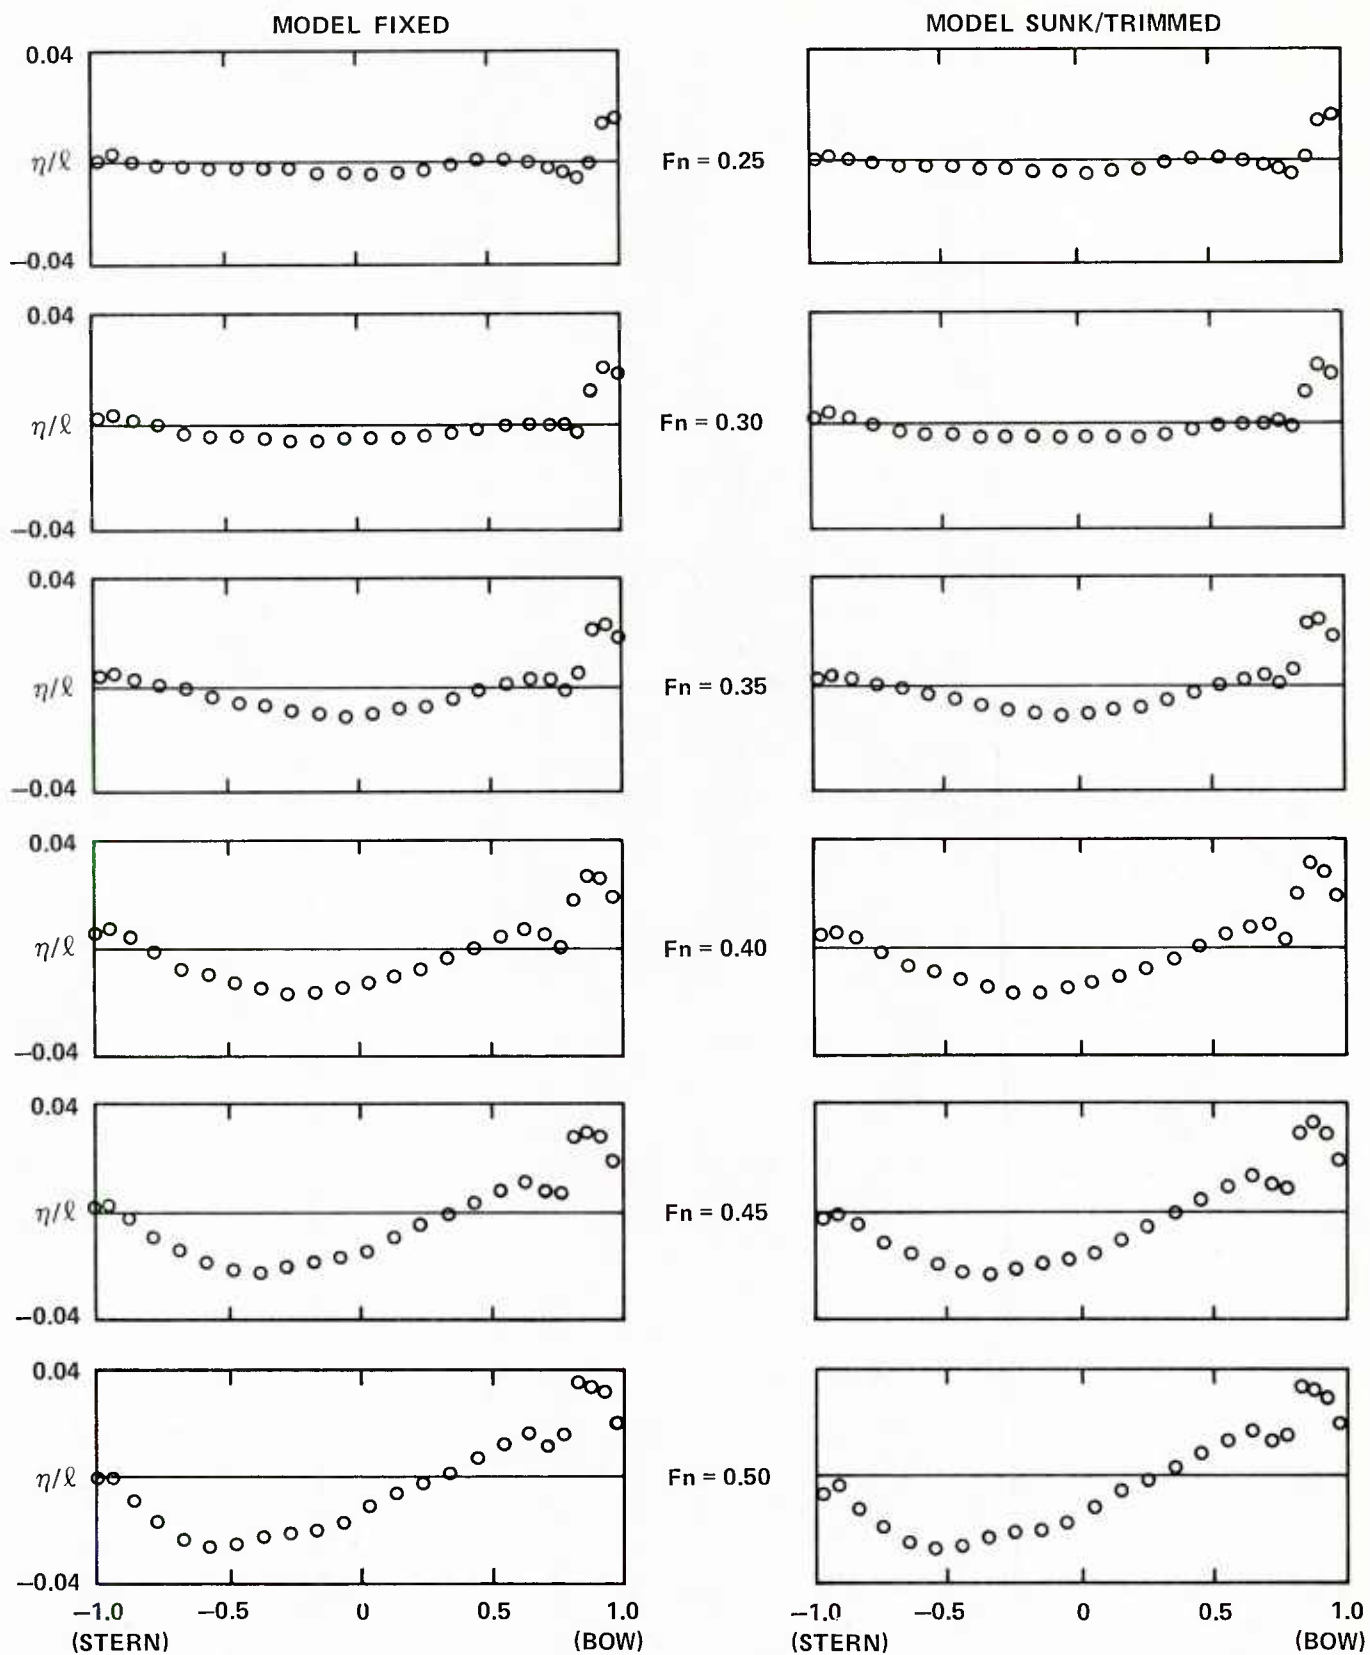 MODEL FIXED
MODEL SUNK/TRIMMED
0.04
η/ℓ
Fn = 0.25
−0.04
0.04
η/ℓ
Fn = 0.30
−0.04
0.04
η/ℓ
Fn = 0.35
−0.04
0.04
η/ℓ
Fn = 0.40
−0.04
0.04
η/ℓ
Fn = 0.45
−0.04
0.04
η/ℓ
Fn = 0.50
−0.04
−1.0 −0.5 0 0.5 1.0 −1.0 −0.5 0 0.5 1.0
(STERN) (BOW) (STERN) (BOW)